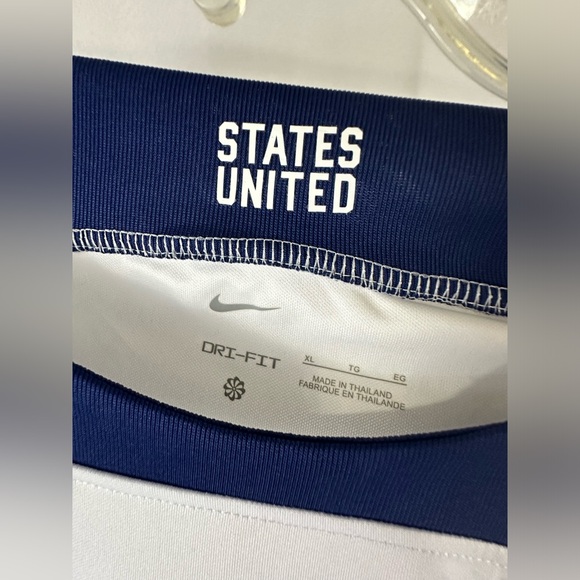 STATES
UNITED
DRI-FIT
XL TG EG
MADE IN THAILAND
FABRIQUE EN THAILANDE